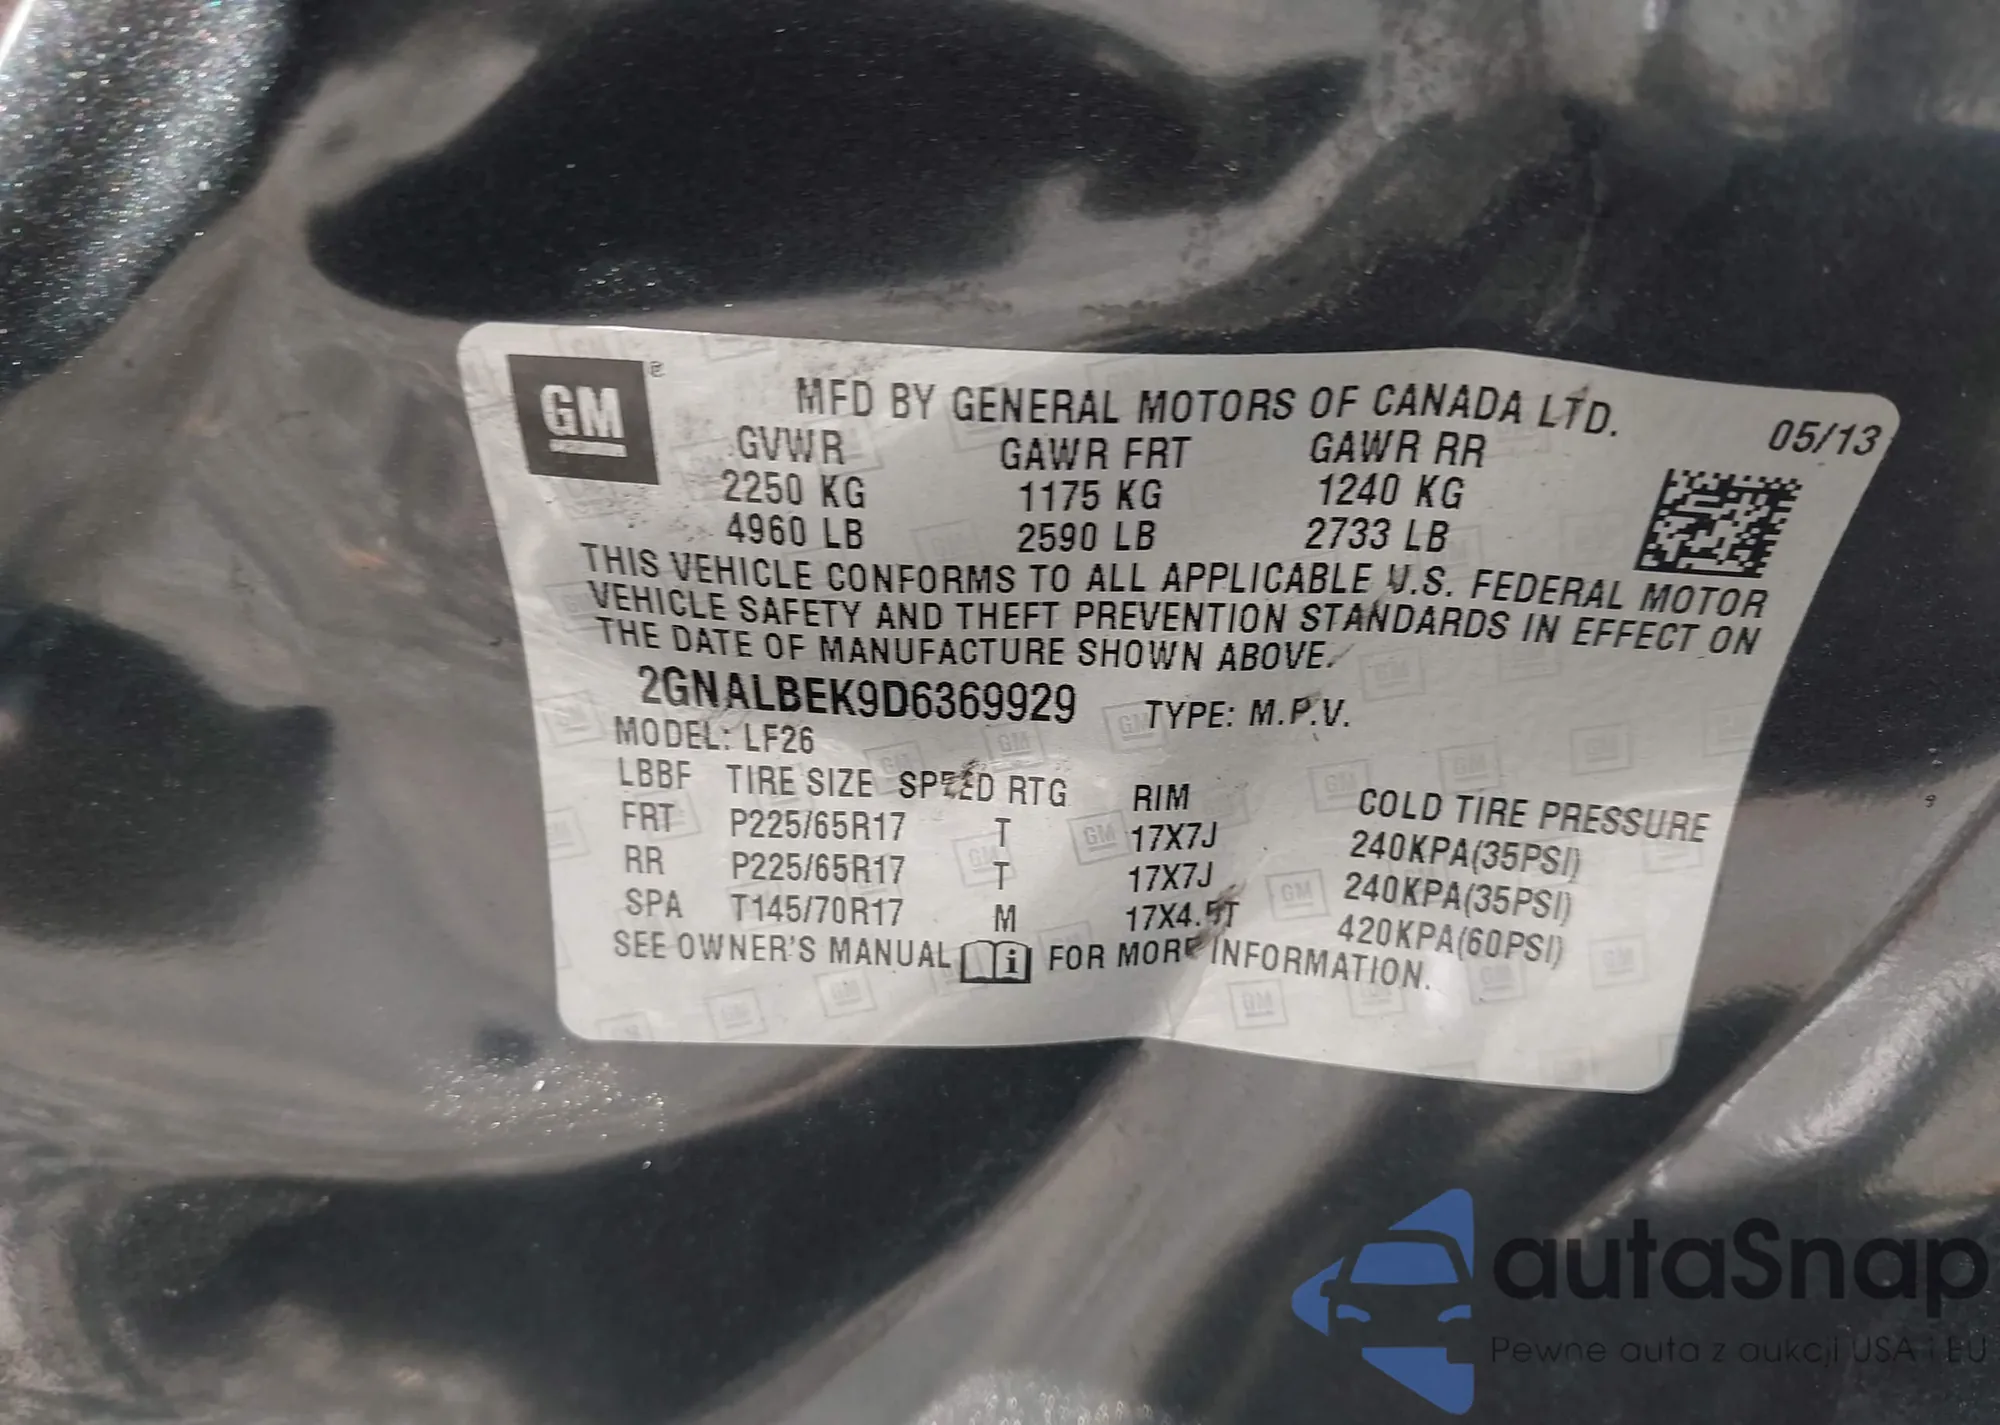 GM
MFD BY GENERAL MOTORS OF CANADA LTD.
05/13
GVWR GAWR FRT GAWR RR
2250 KG 1175 KG 1240 KG
4960 LB 2590 LB 2733 LB
THIS VEHICLE CONFORMS TO ALL APPLICABLE U.S. FEDERAL MOTOR
VEHICLE SAFETY AND THEFT PREVENTION STANDARDS IN EFFECT ON
THE DATE OF MANUFACTURE SHOWN ABOVE.
2GNALBEK9D6369929 TYPE: M.P.V.
MODEL: LF26
LBBF TIRE SIZE SPEED RTG RIM COLD TIRE PRESSURE
FRT P225/65R17 T 17X7J 240KPA(35PSI)
RR P225/65R17 T 17X7J 240KPA(35PSI)
SPA T145/70R17 M 17X4.5T 420KPA(60PSI)
SEE OWNER'S MANUAL i FOR MORE INFORMATION.
autaSnap
Pewne auta z aukcji USA i EU